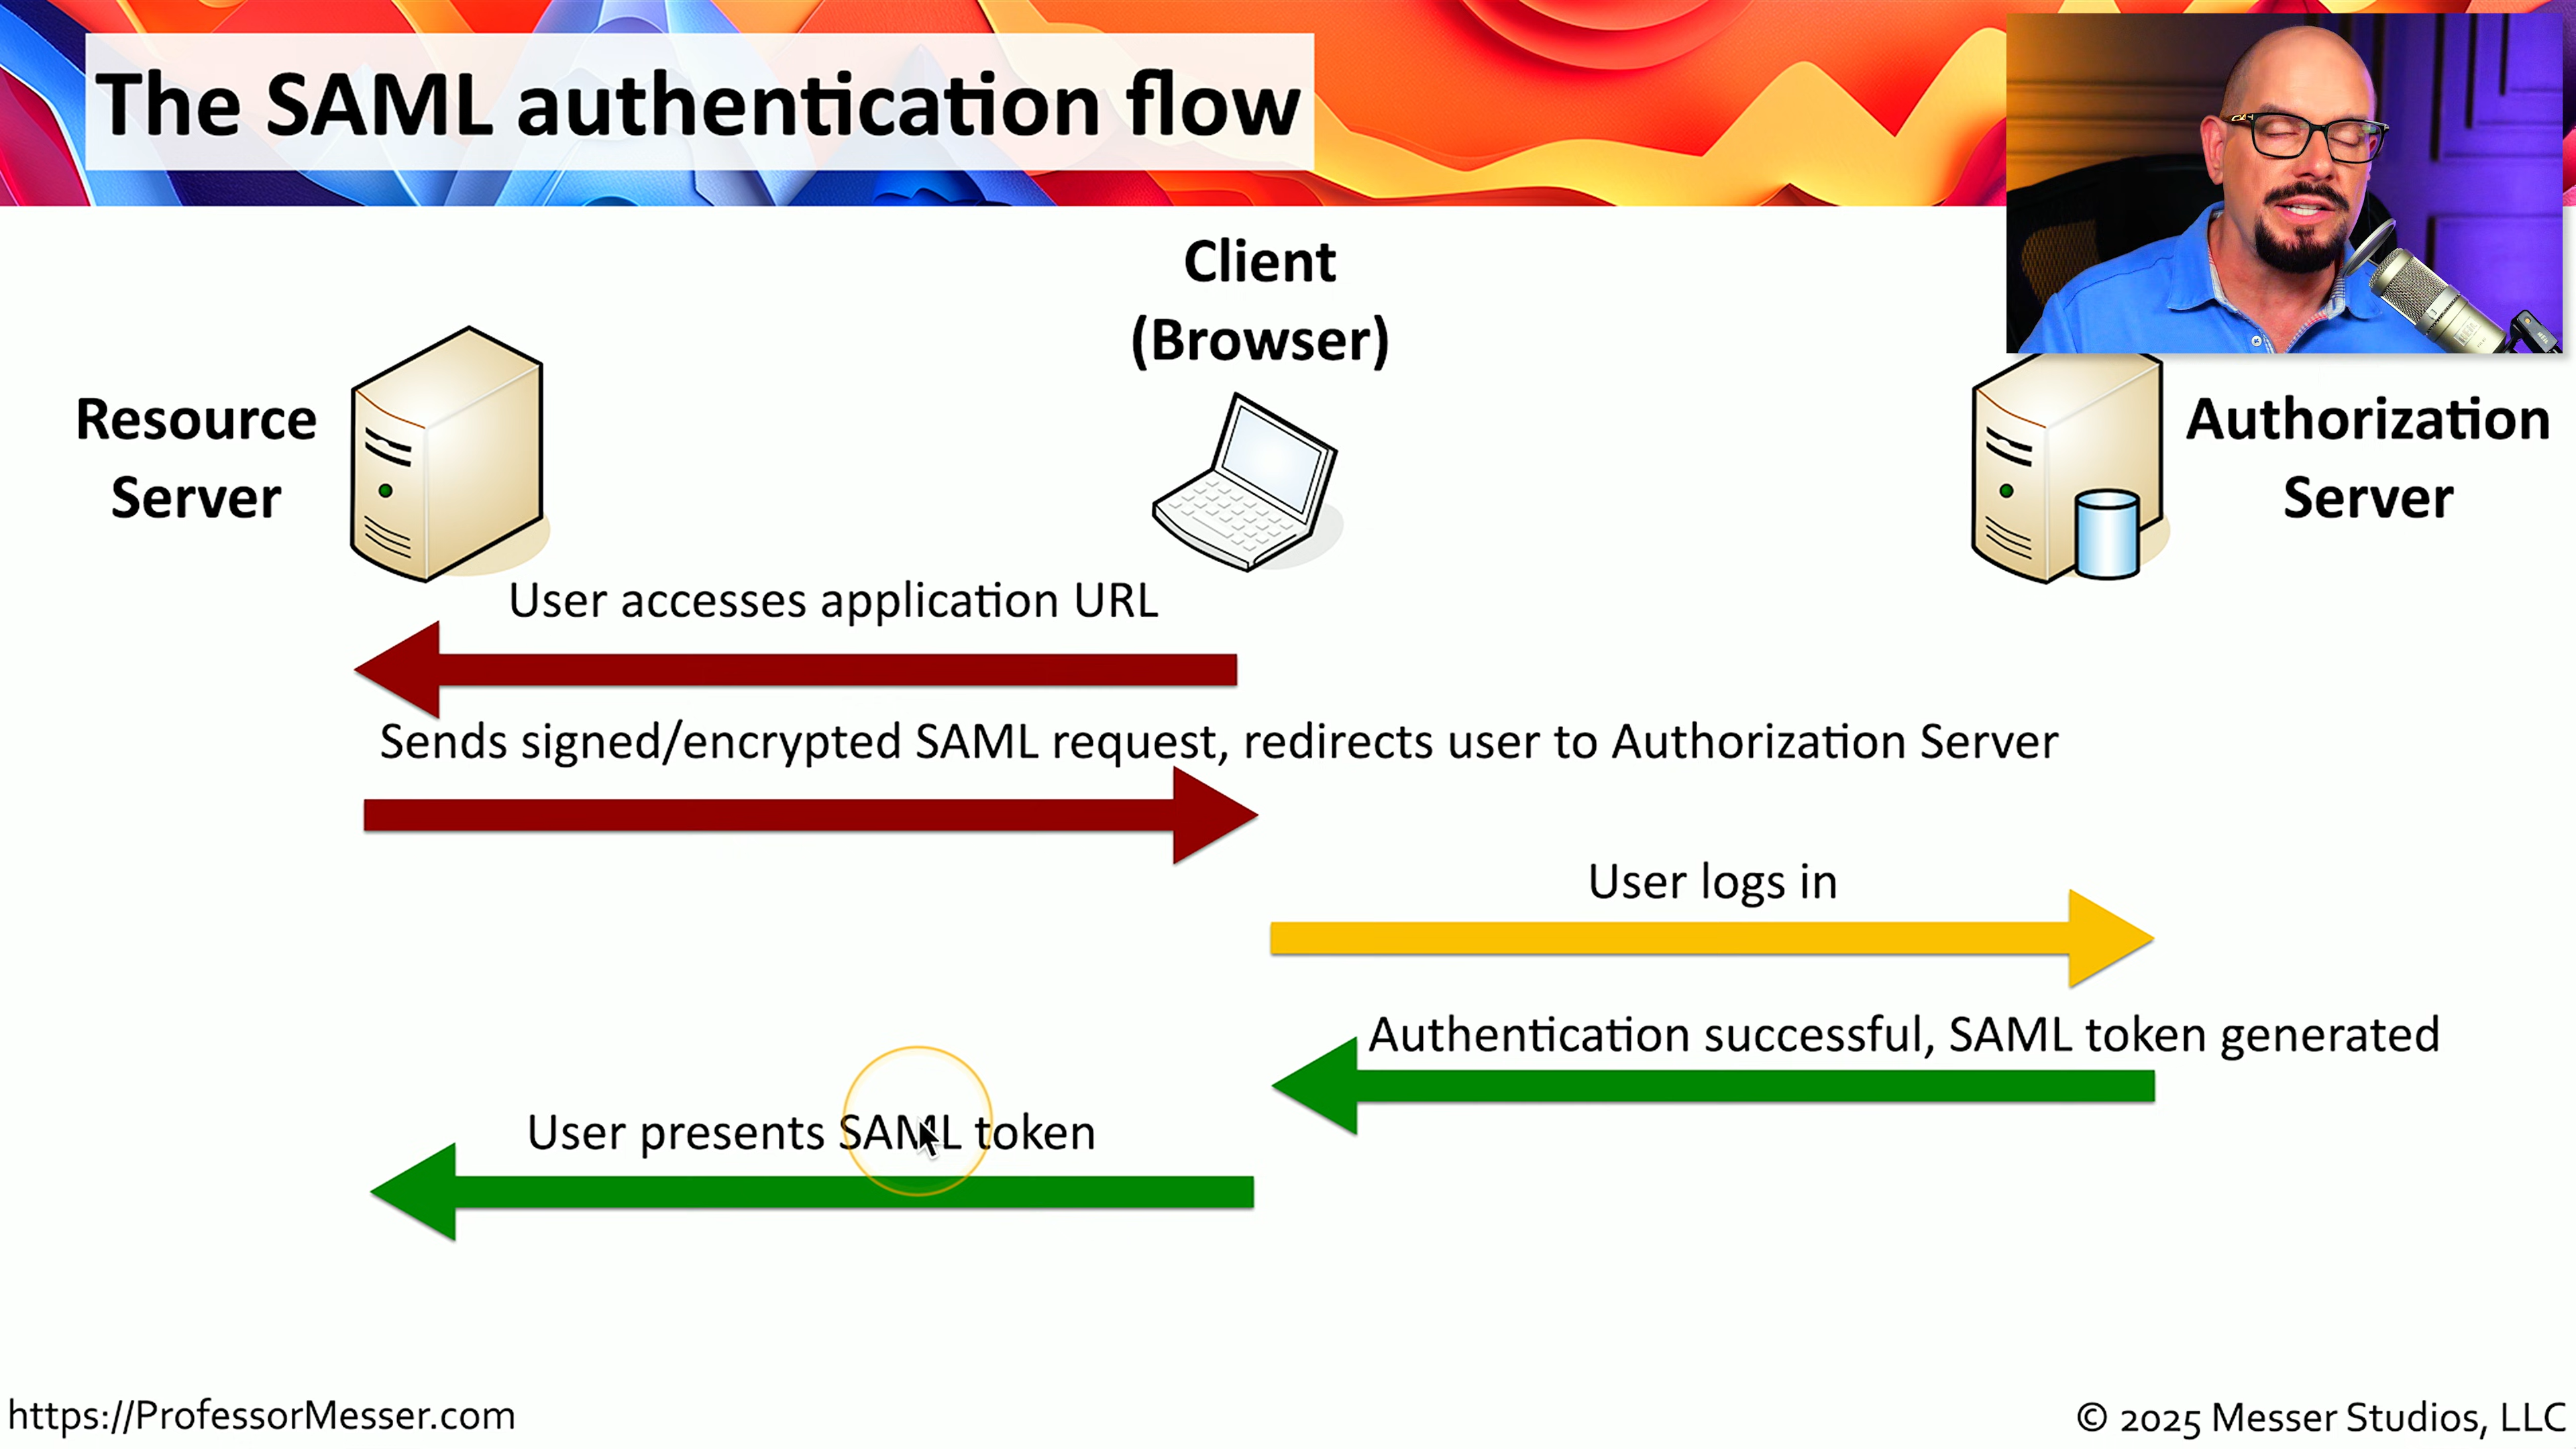 The SAML authentication flow
Client
(Browser)
Resource
Server
Authorization
Server
User accesses application URL
Sends signed/encrypted SAML request, redirects user to Authorization Server
User logs in
Authentication successful, SAML token generated
User presents SAML token
https://ProfessorMesser.com
© 2025 Messer Studios, LLC